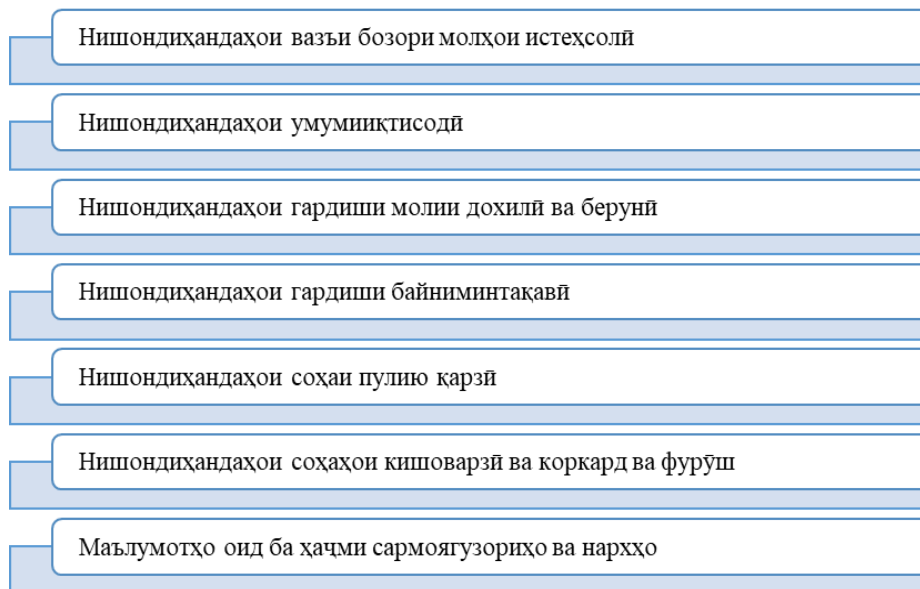 Нишондиҳандаҳои вазъи бозори молҳои истеҳсолӣ
Нишондиҳандаҳои умумииқтисодӣ
Нишондиҳандаҳои гардиши молии дохилӣ ва берунӣ
Нишондиҳандаҳои гардиши байниминтақавӣ
Нишондиҳандаҳои соҳаи пулию қарзӣ
Нишондиҳандаҳои соҳаҳои кишоварзӣ ва коркард ва фурӯш
Маълумотҳо оид ба ҳаҷми сармоягузориҳо ва нархҳо